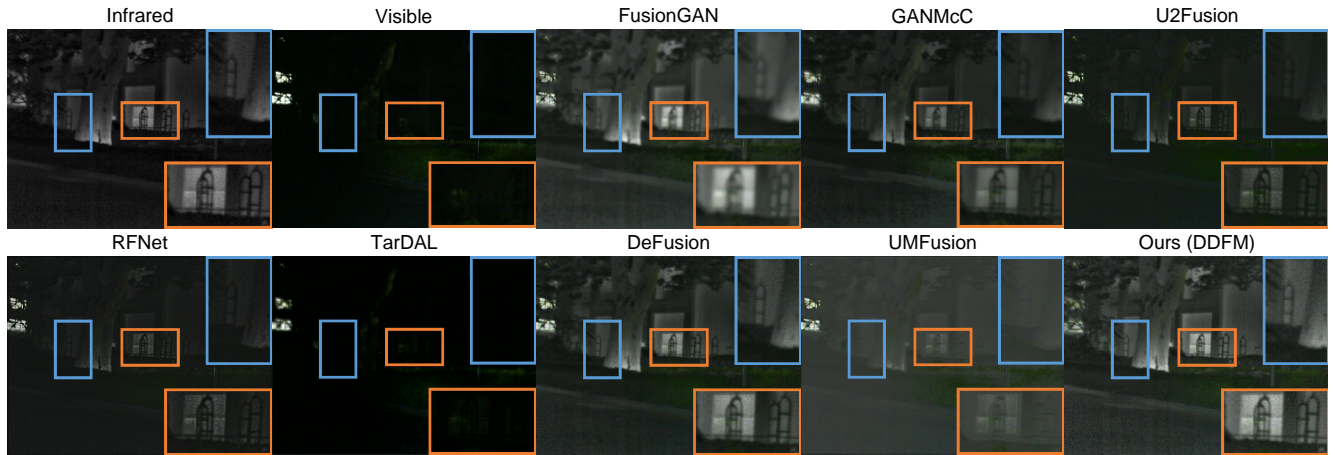 Infrared
Visible
FusionGAN
GANMcC
U2Fusion
RFNet
TarDAL
DeFusion
UMFusion
Ours (DDFM)